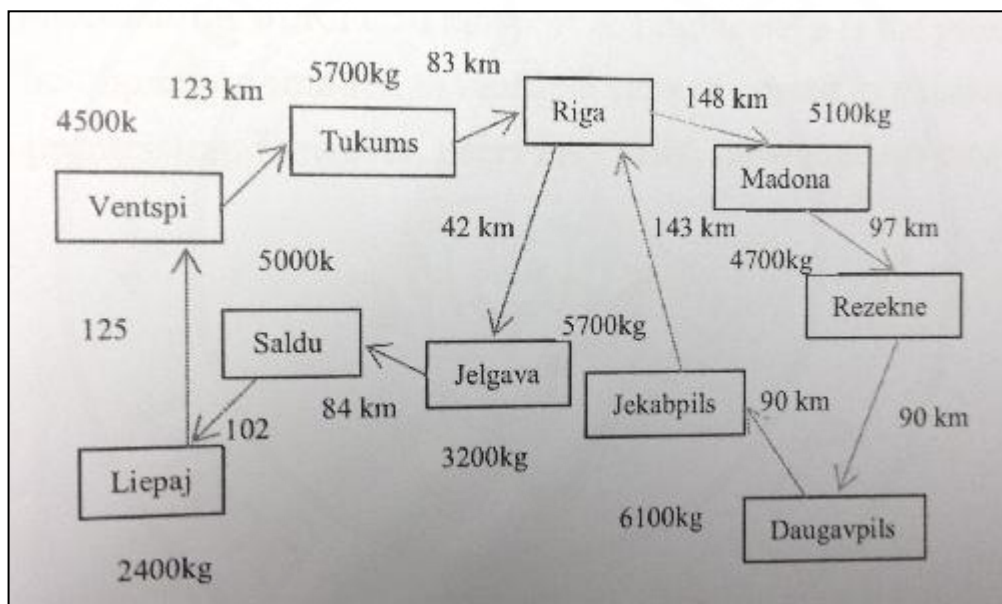 123 km
5700kg
83 km
4500k
Tukums
Riga
148 km
5100kg
Madona
Ventspi
42 km
143 km
97 km
5000k
4700kg
Rezekne
125
Saldu
5700kg
Jelgava
Jekabpils
84 km
90 km
90 km
102
3200kg
Liepaj
6100kg
Daugavpils
2400kg